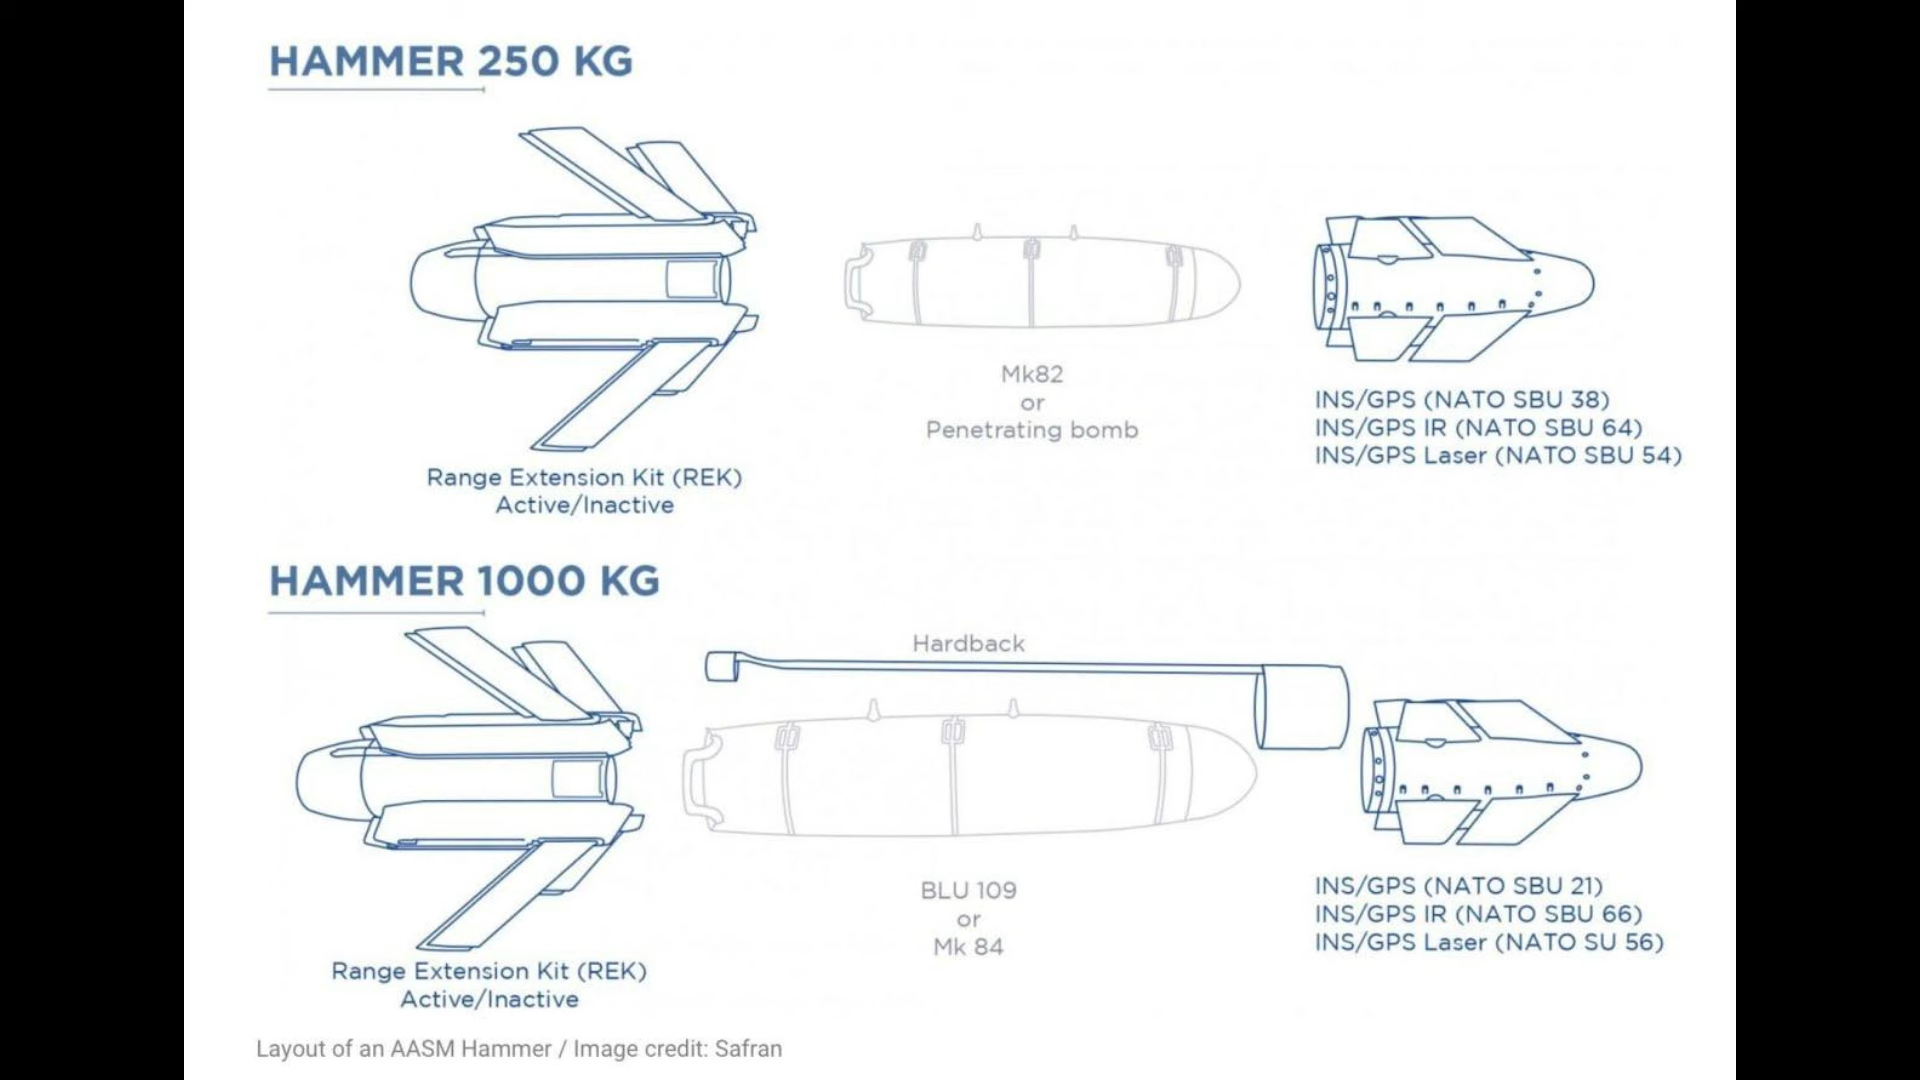 HAMMER 250 KG
Mk82
or
Penetrating bomb
INS/GPS (NATO SBU 38)
INS/GPS IR (NATO SBU 64)
INS/GPS Laser (NATO SBU 54)
Range Extension Kit (REK)
Active/Inactive
HAMMER 1000 KG
Hardback
BLU 109
or
Mk 84
INS/GPS (NATO SBU 21)
INS/GPS IR (NATO SBU 66)
INS/GPS Laser (NATO SU 56)
Range Extension Kit (REK)
Active/Inactive
Layout of an AASM Hammer / Image credit: Safran